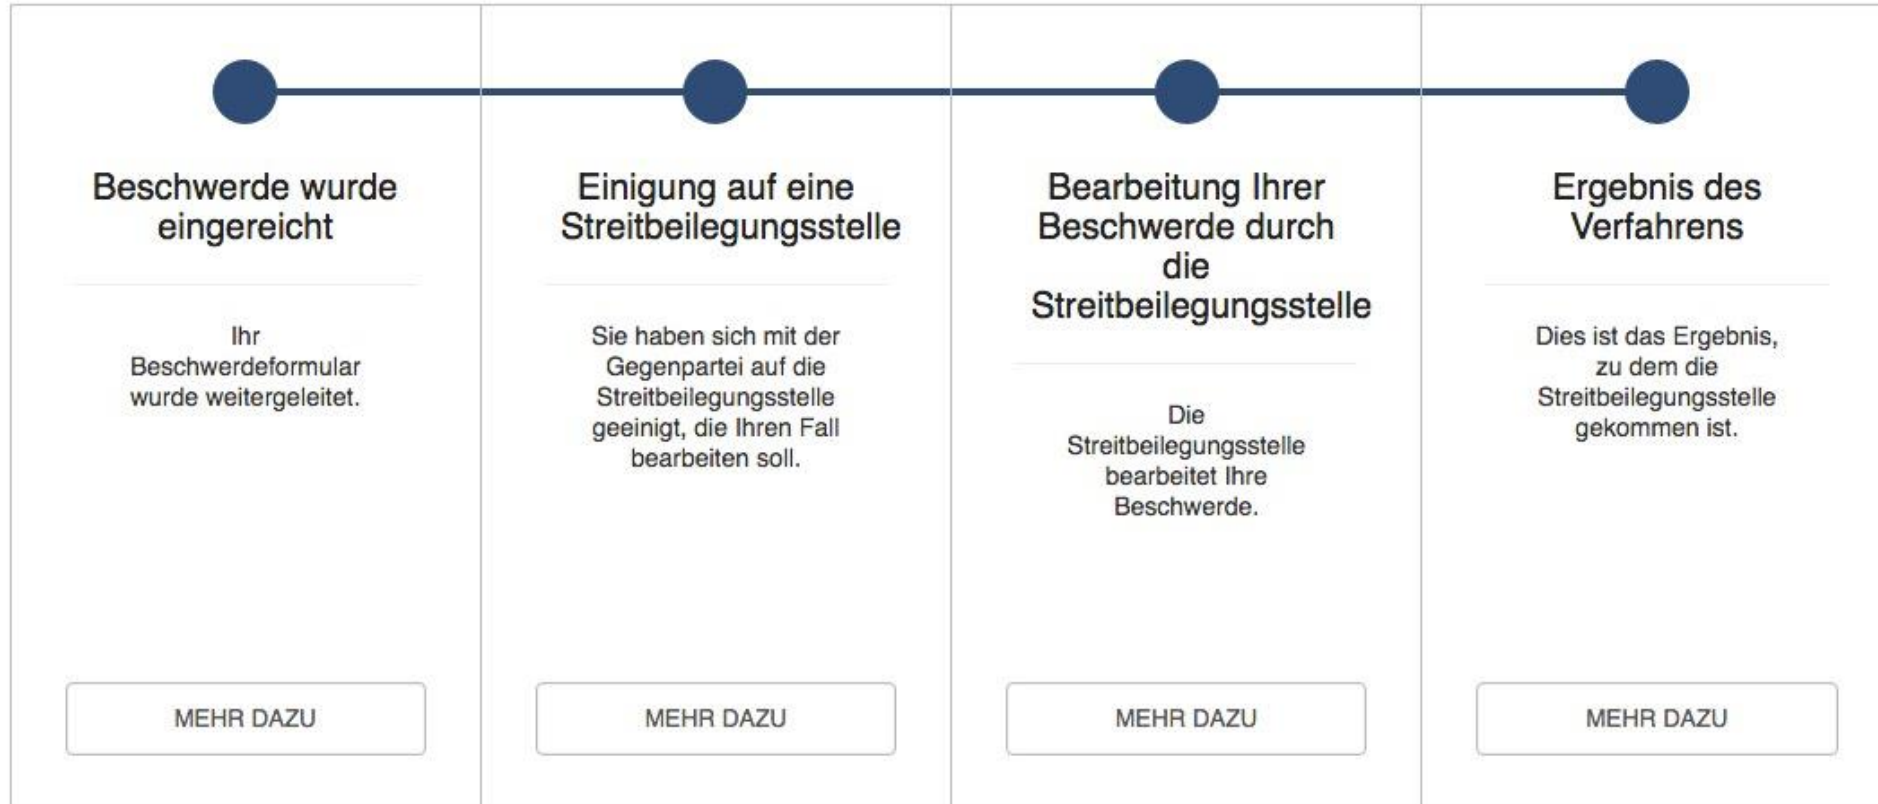 Beschwerde wurde
eingereicht
Ihr
Beschwerdeformular
wurde weitergeleitet.
MEHR DAZU
Einigung auf eine
Streitbeilegungsstelle
Sie haben sich mit der
Gegenpartei auf die
Streitbeilegungsstelle
geeinigt, die Ihren Fall
bearbeiten soll.
MEHR DAZU
Bearbeitung Ihrer
Beschwerde durch
die
Streitbeilegungsstelle
Die
Streitbeilegungsstelle
bearbeitet Ihre
Beschwerde.
MEHR DAZU
Ergebnis des
Verfahrens
Dies ist das Ergebnis,
zu dem die
Streitbeilegungsstelle
gekommen ist.
MEHR DAZU